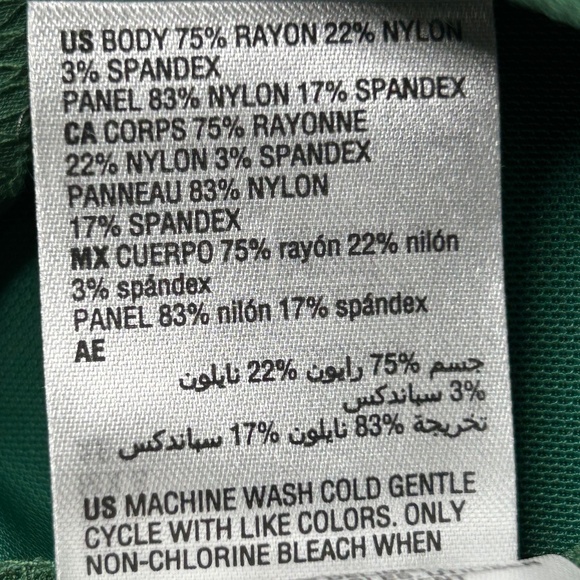 US BODY 75% RAYON 22% NYLON
3% SPANDEX
PANEL 83% NYLON 17% SPANDEX
CA CORPS 75% RAYONNE
22% NYLON 3% SPANDEX
PANNEAU 83% NYLON
17% SPANDEX
MX CUERPO 75% rayón 22% nilón
3% spándex
PANEL 83% nilón 17% spándex
AE
جسم 75% رايون 22% نايلون
3% سباندكس
تخريجة 83% نايلون 17% سباندكس
US MACHINE WASH COLD GENTLE
CYCLE WITH LIKE COLORS. ONLY
NON-CHLORINE BLEACH WHEN